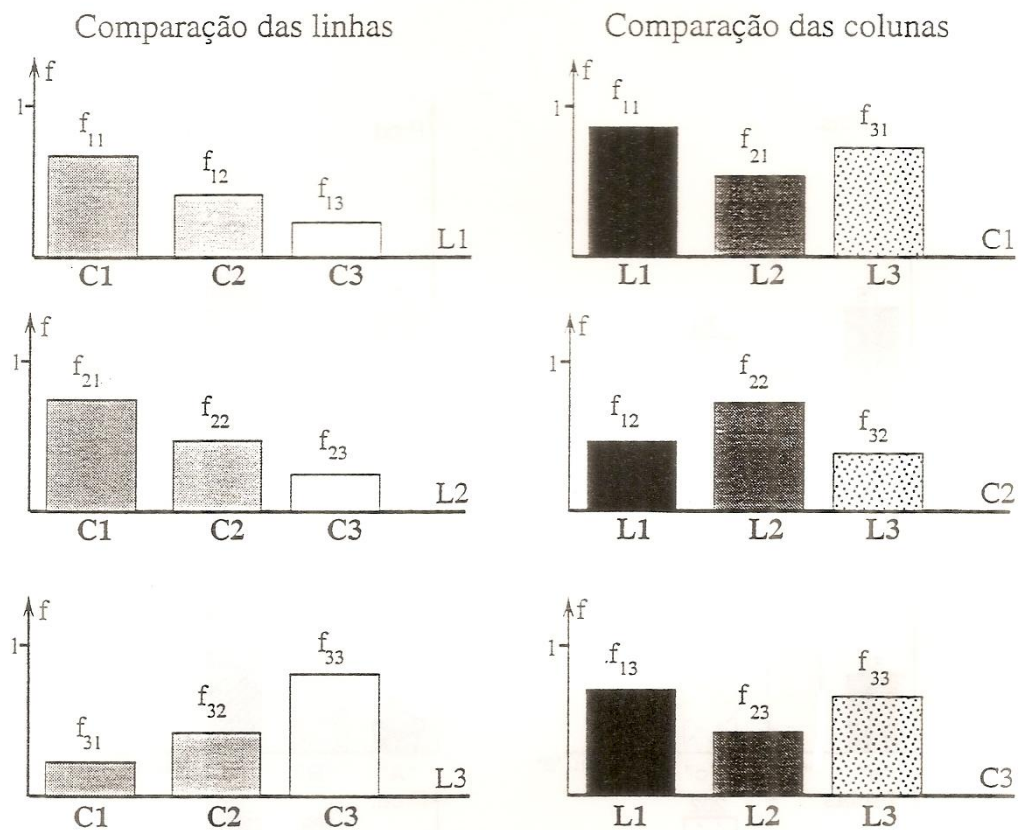 Comparação das linhas
Comparação das colunas
f
1
f11
f12
f13
L1
C1 C2 C3
f
1
f11
f21
f31
C1
L1 L2 L3
f
1
f21
f22
f23
L2
C1 C2 C3
f
1
f12
f22
f32
C2
L1 L2 L3
f
1
f31
f32
f33
L3
C1 C2 C3
f
1
f13
f23
f33
C3
L1 L2 L3